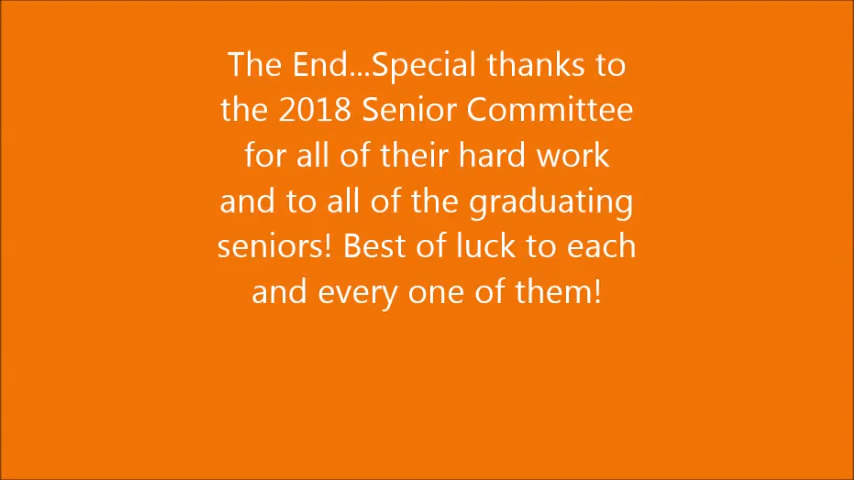 The End...Special thanks to
the 2018 Senior Committee
for all of their hard work
and to all of the graduating
seniors! Best of luck to each
and every one of them!